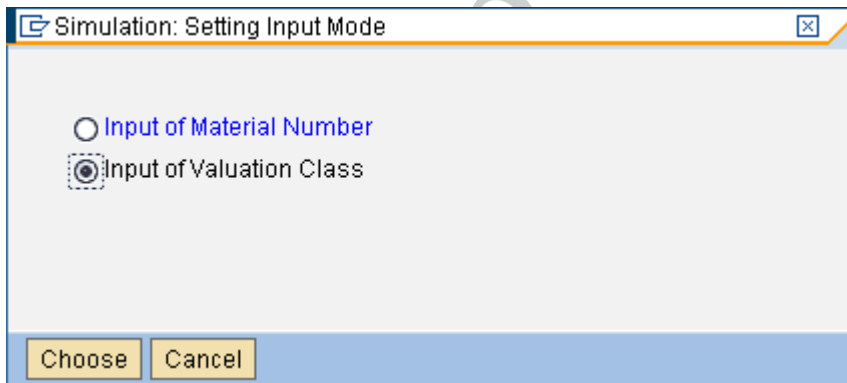 Simulation: Setting Input Mode
Input of Material Number
Input of Valuation Class
Choose Cancel